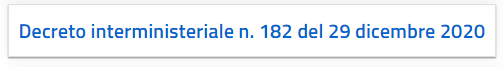 Decreto interministeriale n. 182 del 29 dicembre 2020